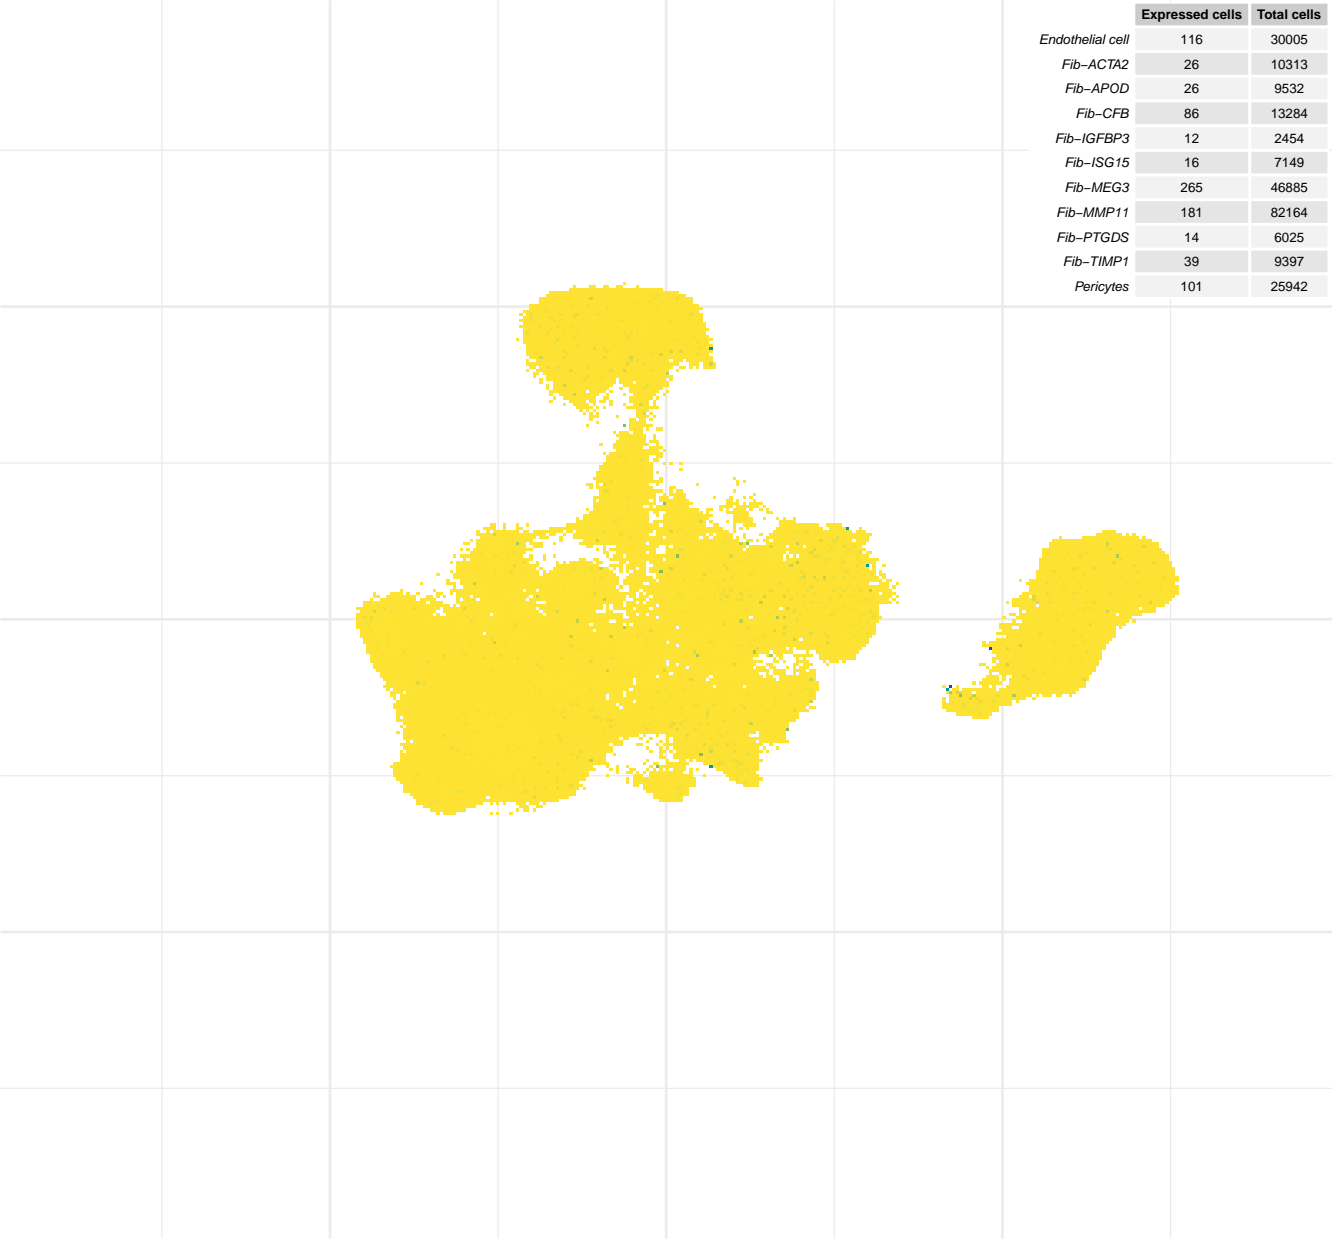 Expressed cells Total cells
Endothelial cell 116 30005
Fib−ACTA2 26 10313
Fib−APOD 26 9532
Fib−CFB 86 13284
Fib−IGFBP3 12 2454
Fib−ISG15 16 7149
Fib−MEG3 265 46885
Fib−MMP11 181 82164
Fib−PTGDS 14 6025
Fib−TIMP1 39 9397
Pericytes 101 25942